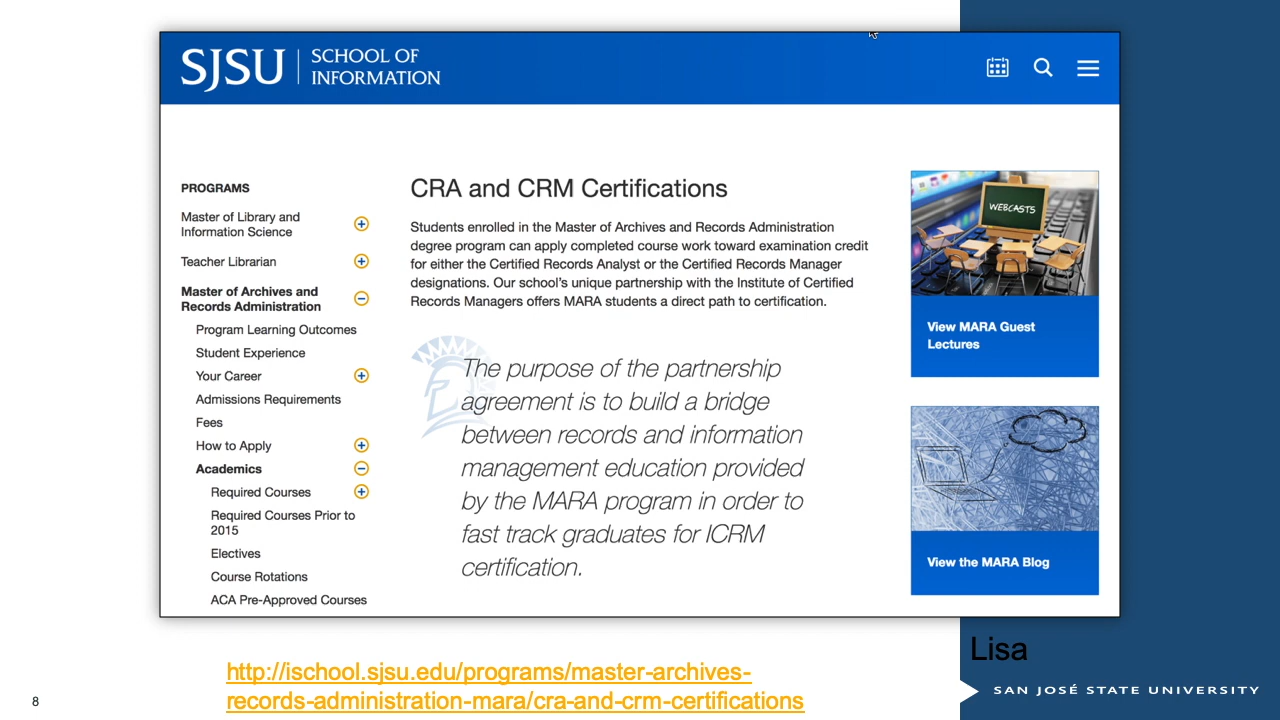 SJSU
SCHOOL OF
INFORMATION
PROGRAMS
Master of Library and
Information Science
Teacher Librarian
Master of Archives and
Records Administration
Program Learning Outcomes
Student Experience
Your Career
Admissions Requirements
Fees
How to Apply
Academics
Required Courses
Required Courses Prior to
2015
Electives
Course Rotations
ACA Pre-Approved Courses
CRA and CRM Certifications
Students enrolled in the Master of Archives and Records Administration
degree program can apply completed course work toward examination credit
for either the Certified Records Analyst or the Certified Records Manager
designations. Our school's unique partnership with the Institute of Certified
Records Managers offers MARA students a direct path to certification.
The purpose of the partnership
agreement is to build a bridge
between records and information
management education provided
by the MARA program in order to
fast track graduates for ICRM
certification.
WEBCASTS
View MARA Guest
Lectures
View the MARA Blog
Lisa
http://ischool.sjsu.edu/programs/master-archives-
records-administration-mara/cra-and-crm-certifications
8
SAN JOSÉ STATE UNIVERSITY